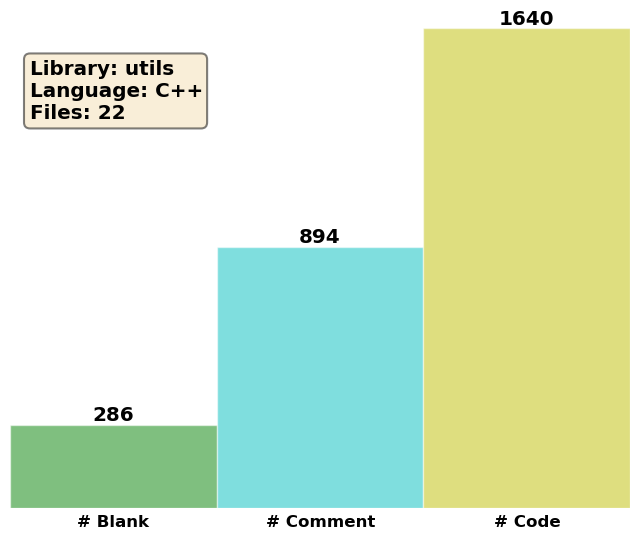 1640
Library: utils
Language: C++
Files: 22
894
286
# Blank
# Comment
# Code